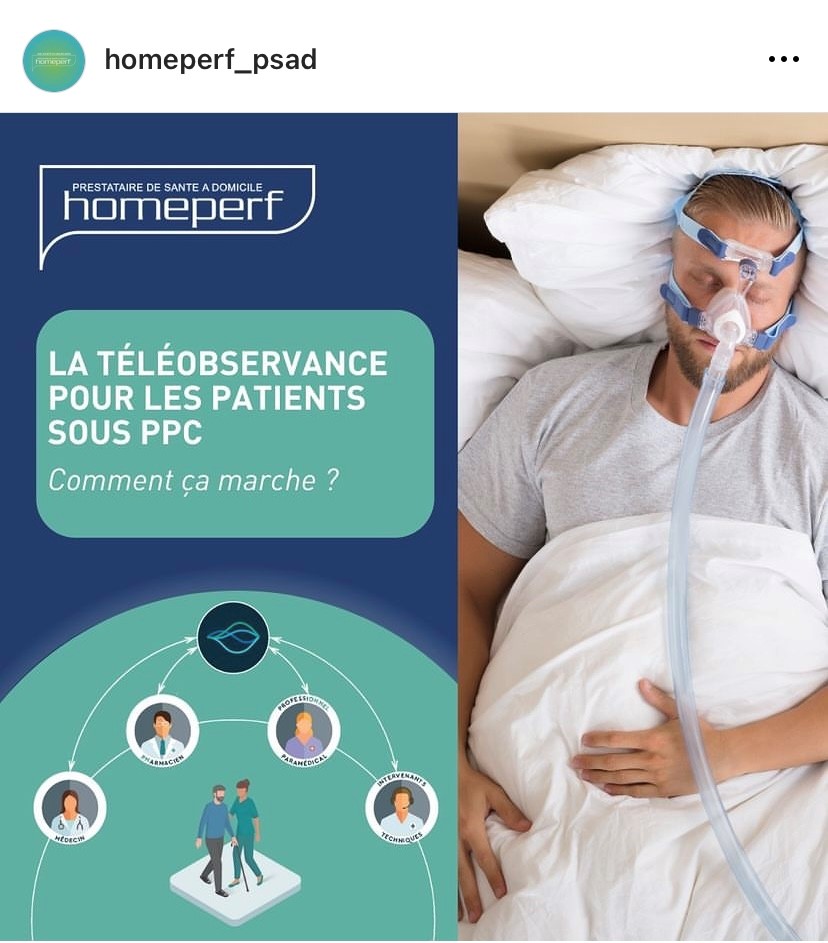 homeperf
homeperf_psad
PRESTATAIRE DE SANTE A DOMICILE
homeperf
LA TÉLÉOBSERVANCE
POUR LES PATIENTS
SOUS PPC
Comment ça marche ?
PHARMACIEN
PROFESSIONNEL
PARAMÉDICAL
MÉDECIN
INTERVENANTS
TECHNIQUES